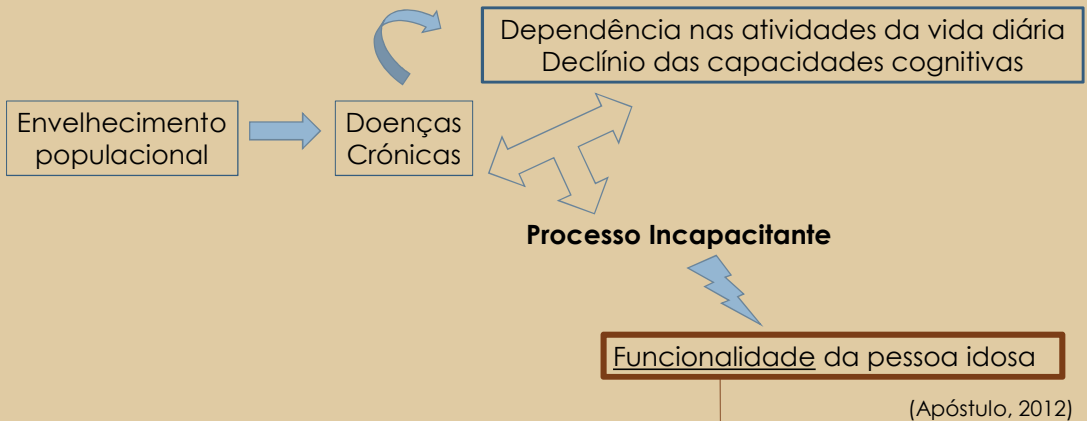 Dependência nas atividades da vida diária
Declínio das capacidades cognitivas
Envelhecimento
populacional
Doenças
Crónicas
Processo Incapacitante
Funcionalidade da pessoa idosa
(Apóstulo, 2012)